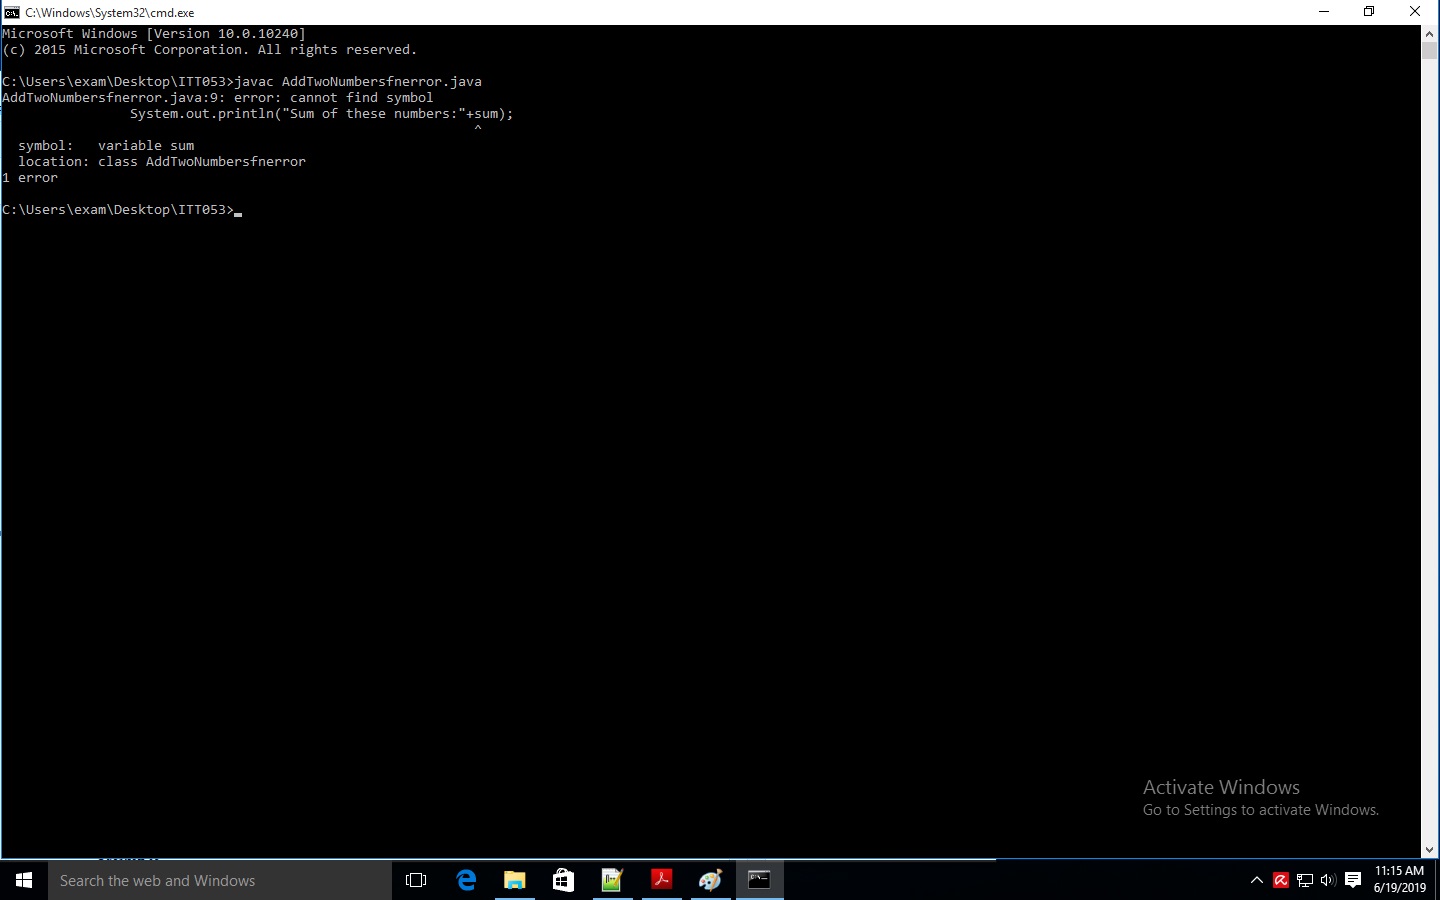 C:\Windows\System32\cmd.exe
Microsoft Windows [Version 10.0.10240]
(c) 2015 Microsoft Corporation. All rights reserved.
C:\Users\exam\Desktop\ITT053>javac AddTwoNumbersfnerror.java
AddTwoNumbersfnerror.java:9: error: cannot find symbol
System.out.println("Sum of these numbers:"+sum);
^
symbol:   variable sum
location: class AddTwoNumbersfnerror
1 error
C:\Users\exam\Desktop\ITT053>
Activate Windows
Go to Settings to activate Windows.
Search the web and Windows
11:15 AM
6/19/2019